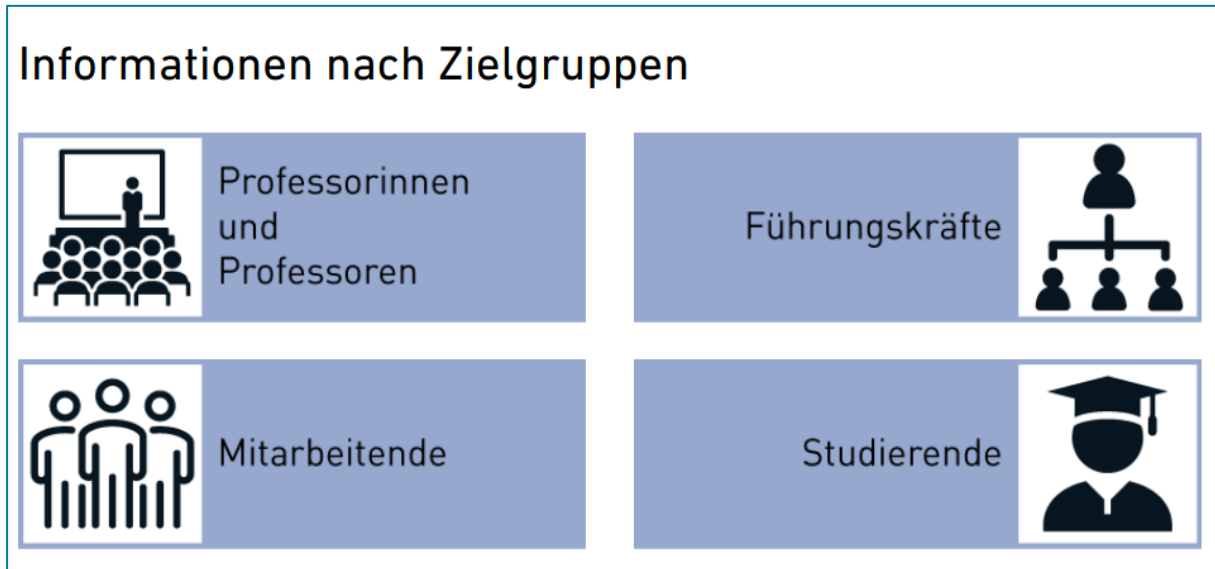 Informationen nach Zielgruppen
Professorinnen
und
Professoren
Führungskräfte
Mitarbeitende
Studierende